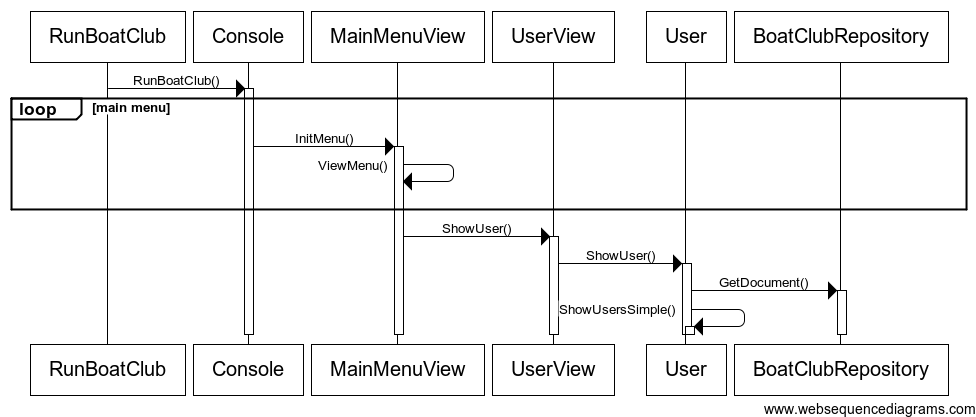 RunBoatClub
Console
MainMenuView
UserView
User
BoatClubRepository
RunBoatClub()
loop
[main menu]
InitMenu()
ViewMenu()
ShowUser()
ShowUser()
GetDocument()
ShowUsersSimple()
RunBoatClub
Console
MainMenuView
UserView
User
BoatClubRepository
www.websequencediagrams.com